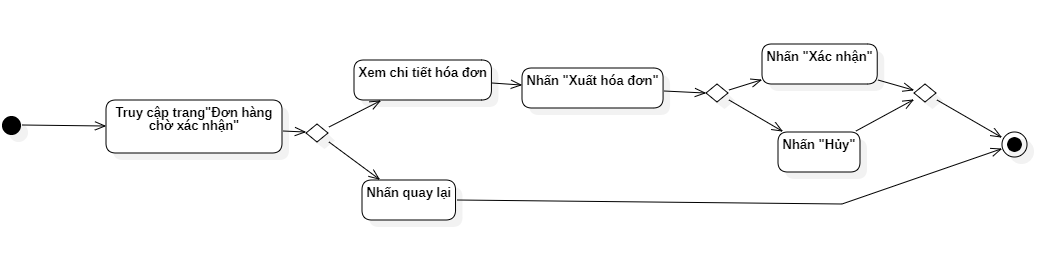 Truy cập trang"Đơn hàng
chờ xác nhận"
Xem chi tiết hóa đơn
Nhấn "Xuất hóa đơn"
Nhấn "Xác nhận"
Nhấn "Hủy"
Nhấn quay lại